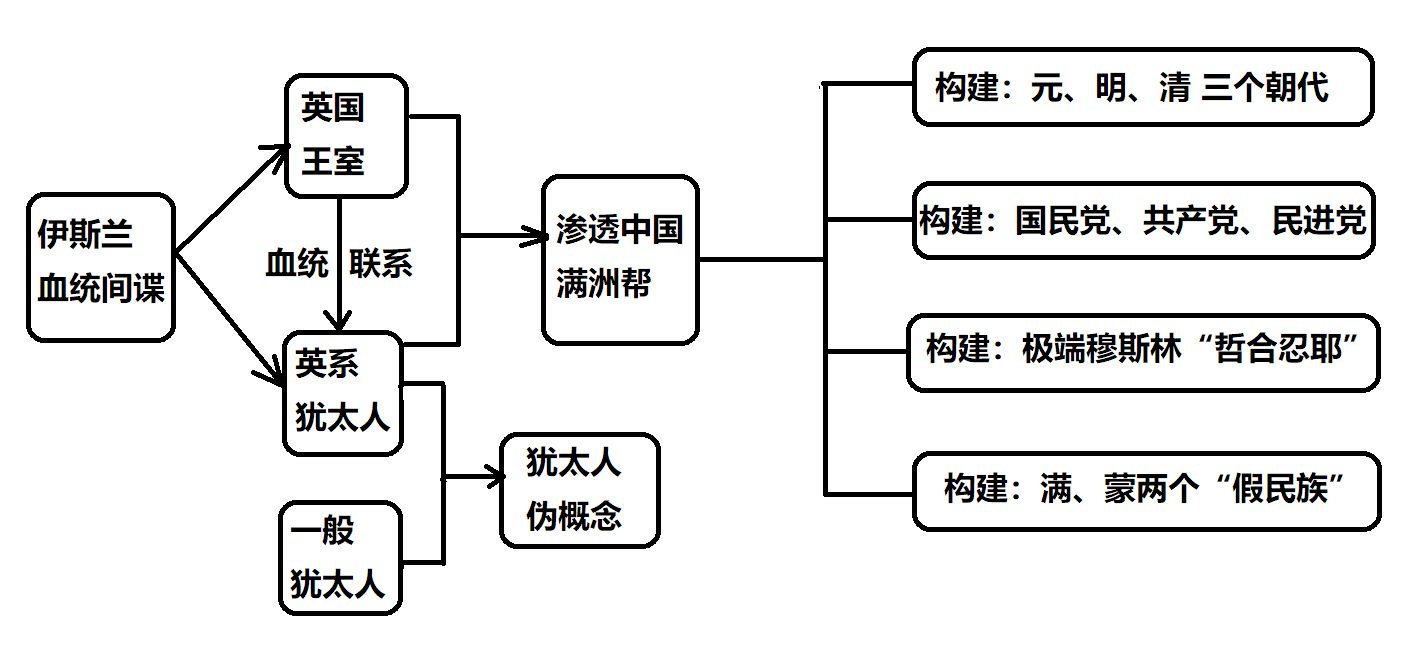 伊斯兰
血统间谍
英国
王室
血统 联系
英系
犹太人
一般
犹太人
犹太人
伪概念
渗透中国
满洲帮
构建：元、明、清 三个朝代
构建：国民党、共产党、民进党
构建：极端穆斯林“哲合忍耶”
构建：满、蒙两个“假民族”